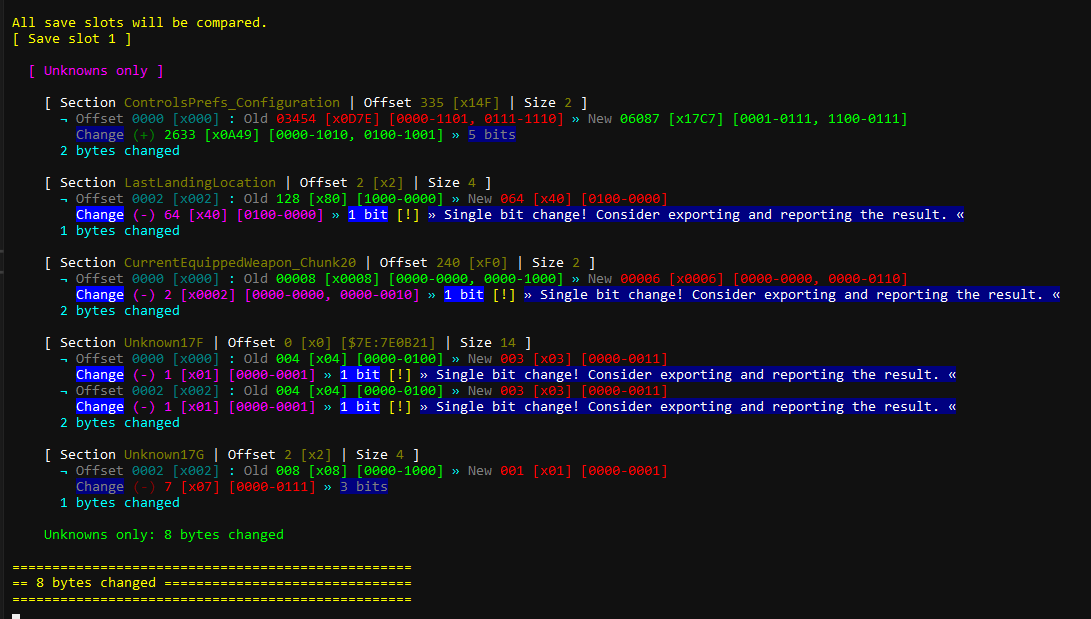 All save slots will be compared.
[ Save slot 1 ]
[ Unknowns only ]
[ Section ControlsPrefs_Configuration | Offset 335 [x14F] | Size 2 ]
¬ Offset 0000 [x000] : Old 03454 [x0D7E] [0000-1101, 0111-1110] » New 06087 [x17C7] [0001-0111, 1100-0111]
Change (+) 2633 [x0A49] [0000-1010, 0100-1001] » 5 bits
2 bytes changed
[ Section LastLandingLocation | Offset 2 [x2] | Size 4 ]
¬ Offset 0002 [x002] : Old 128 [x80] [1000-0000] » New 064 [x40] [0100-0000]
Change (-) 64 [x40] [0100-0000] » 1 bit [!] » Single bit change! Consider exporting and reporting the result. «
1 bytes changed
[ Section CurrentEquippedWeapon_Chunk20 | Offset 240 [xF0] | Size 2 ]
¬ Offset 0000 [x000] : Old 00008 [x0008] [0000-0000, 0000-1000] » New 00006 [x0006] [0000-0000, 0000-0110]
Change (-) 2 [x0002] [0000-0000, 0000-0010] » 1 bit [!] » Single bit change! Consider exporting and reporting the result. «
2 bytes changed
[ Section Unknown17F | Offset 0 [x0] [$7E:7E0B21] | Size 14 ]
¬ Offset 0000 [x000] : Old 004 [x04] [0000-0100] » New 003 [x03] [0000-0011]
Change (-) 1 [x01] [0000-0001] » 1 bit [!] » Single bit change! Consider exporting and reporting the result. «
¬ Offset 0002 [x002] : Old 004 [x04] [0000-0100] » New 003 [x03] [0000-0011]
Change (-) 1 [x01] [0000-0001] » 1 bit [!] » Single bit change! Consider exporting and reporting the result. «
2 bytes changed
[ Section Unknown17G | Offset 2 [x2] | Size 4 ]
¬ Offset 0002 [x002] : Old 008 [x08] [0000-1000] » New 001 [x01] [0000-0001]
Change (-) 7 [x07] [0000-0111] » 3 bits
1 bytes changed
Unknowns only: 8 bytes changed
==================================================
== 8 bytes changed ===============================
==================================================